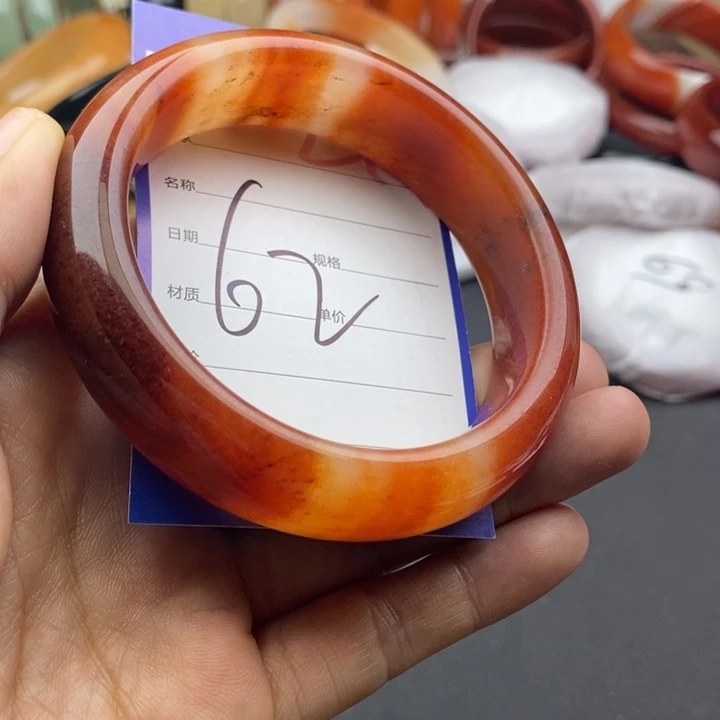 名称
日期 规格
材质 单价
62